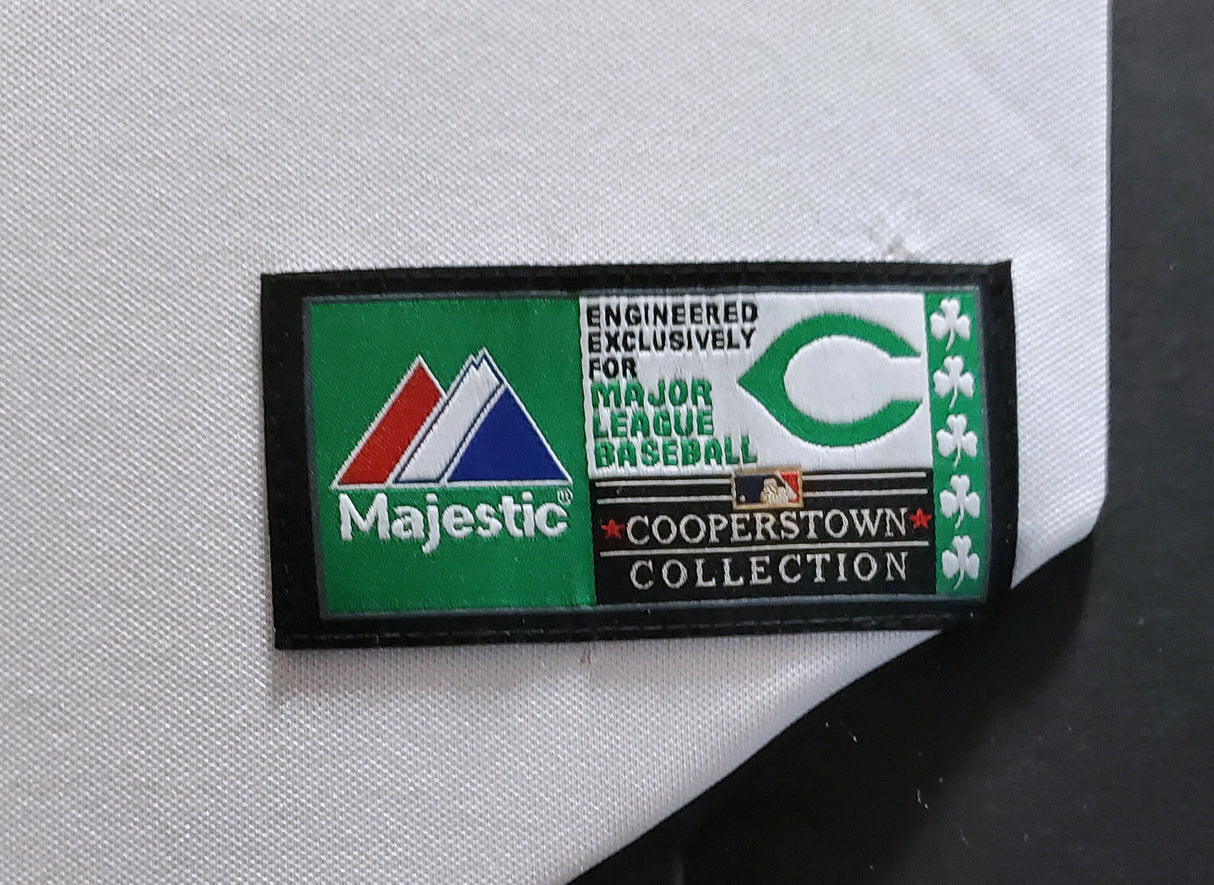 Majestic®
ENGINEERED
EXCLUSIVELY
FOR
MAJOR
LEAGUE
BASEBALL
C
COOPERSTOWN
COLLECTION